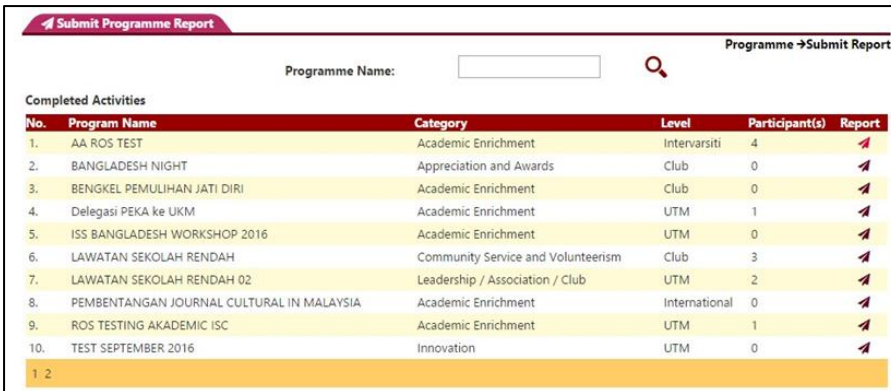 Submit Programme Report
Programme →Submit Report
Programme Name:
Completed Activities
No. Program Name Category Level Participant(s) Report
1. AA ROS TEST Academic Enrichment Intervarsiti 4
2. BANGLADESH NIGHT Appreciation and Awards Club 0
3. BENGKEL PEMULIHAN JATI DIRI Academic Enrichment Club 0
4. Delegasi PEKA ke UKM Academic Enrichment UTM 1
5. ISS BANGLADESH WORKSHOP 2016 Academic Enrichment UTM 0
6. LAWATAN SEKOLAH RENDAH Community Service and Volunteerism Club 3
7. LAWATAN SEKOLAH RENDAH 02 Leadership / Association / Club UTM 2
8. PEMBENTANGAN JOURNAL CULTURAL IN MALAYSIA Academic Enrichment International 0
9. ROS TESTING AKADEMIC ISC Academic Enrichment UTM 1
10. TEST SEPTEMBER 2016 Innovation UTM 0
1 2